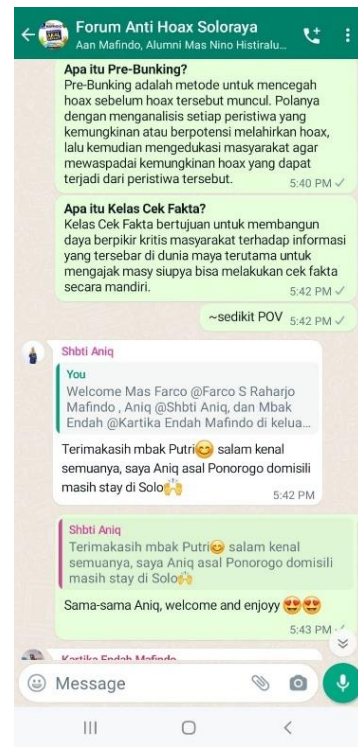 Forum Anti Hoax Soloraya
Aan Mafindo, Alumni Mas Nino Histiralu...
Apa itu Pre-Bunking?
Pre-Bunking adalah metode untuk mencegah
hoax sebelum hoax tersebut muncul. Polanya
dengan menganalisis setiap peristiwa yang
kemungkinan atau berpotensi melahirkan hoax,
lalu kemudian mengedukasi masyarakat agar
mewaspadai kemungkinan hoax yang dapat
terjadi dari peristiwa tersebut. 5:40 PM
Apa itu Kelas Cek Fakta?
Kelas Cek Fakta bertujuan untuk membangun
daya berpikir kritis masyarakat terhadap informasi
yang tersebar di dunia maya terutama untuk
mengajak masy siupya bisa melakukan cek fakta
secara mandiri. 5:42 PM
~sedikit POV 5:42 PM
Shbti Aniq
You
Welcome Mas Farco @Farco S Raharjo
Mafindo , Aniq @Shbti Aniq, dan Mbak
Endah @Kartika Endah Mafindo di kelua...
Terimakasih mbak Putri😊 salam kenal
semuanya, saya Aniq asal Ponorogo domisili
masih stay di Solo🙌 5:42 PM
Shbti Aniq
Terimakasih mbak Putri😊 salam kenal
semuanya, saya Aniq asal Ponorogo domisili
masih stay di Solo🙌
Sama-sama Aniq, welcome and enjoyy 😍😍
5:43 PM
Kartika Endah Mafindo
Message